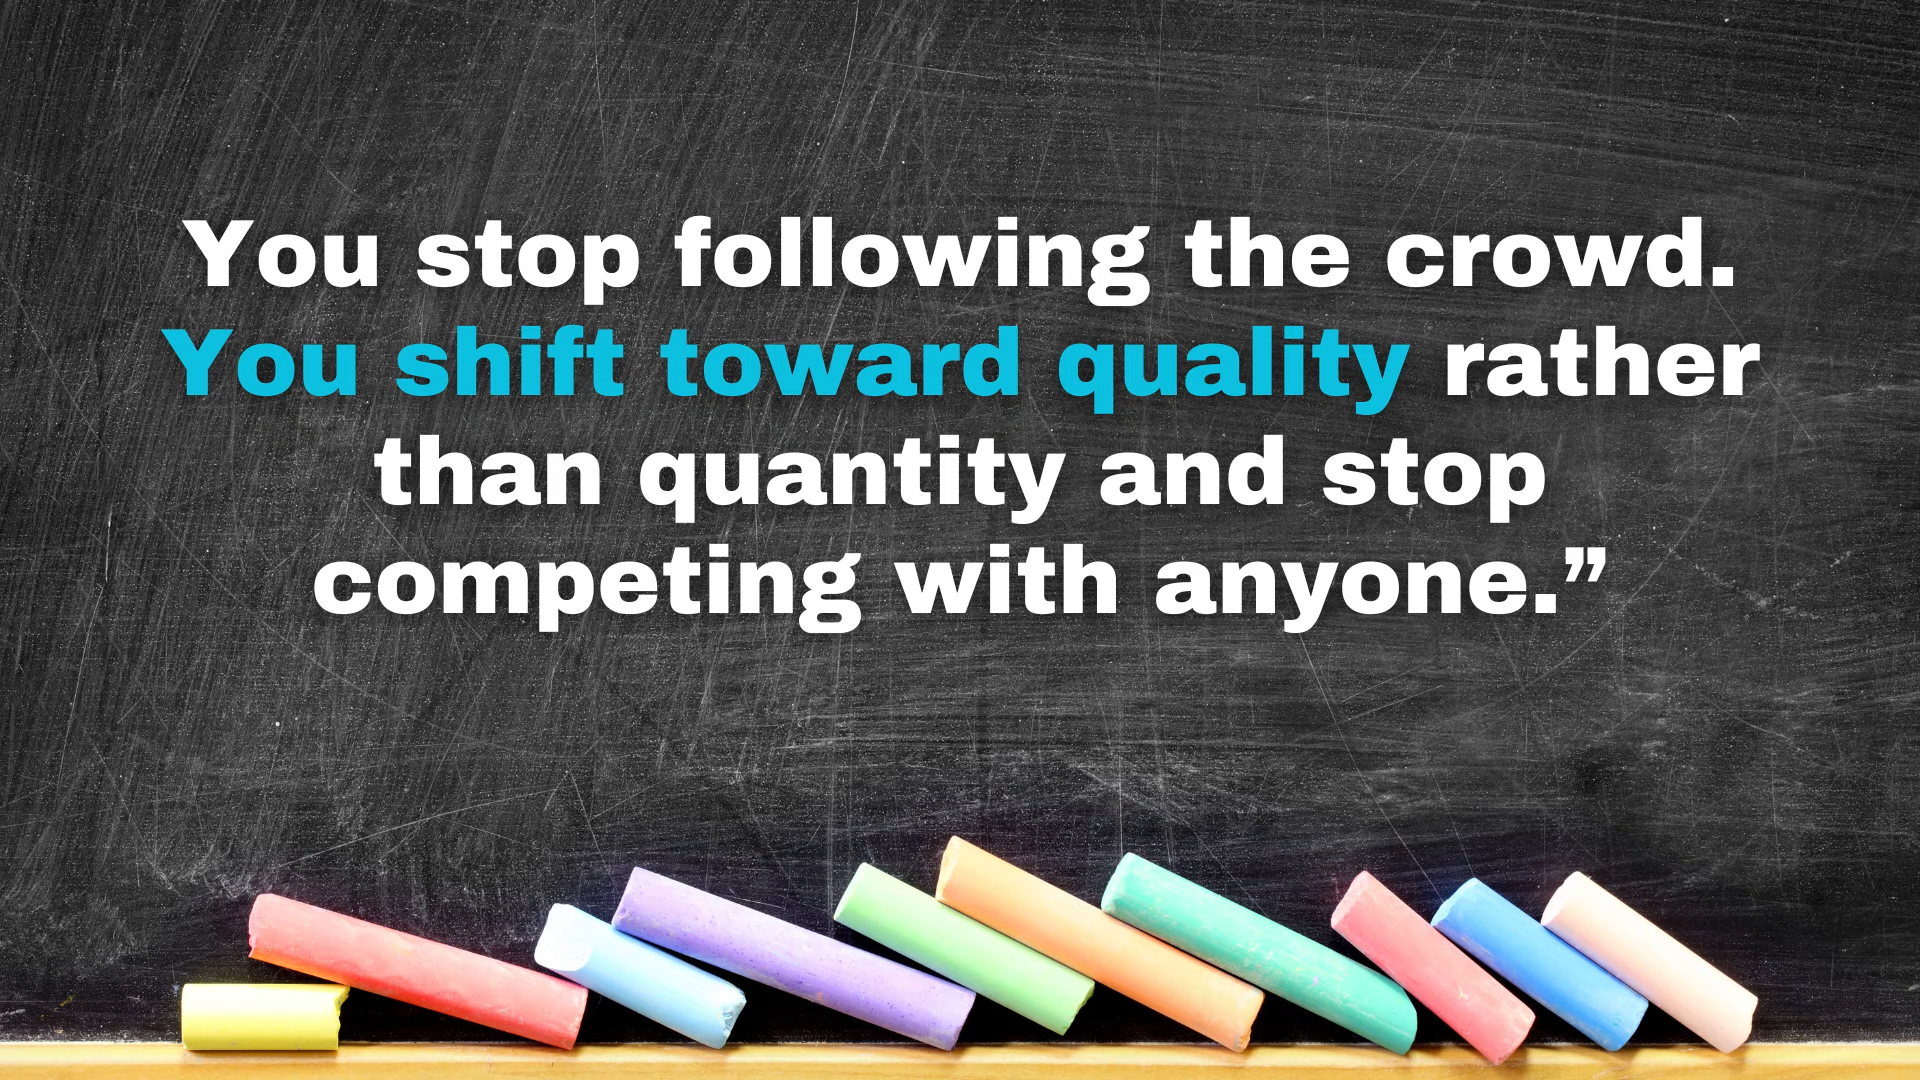 You stop following the crowd.
You shift toward quality rather
than quantity and stop
competing with anyone.”